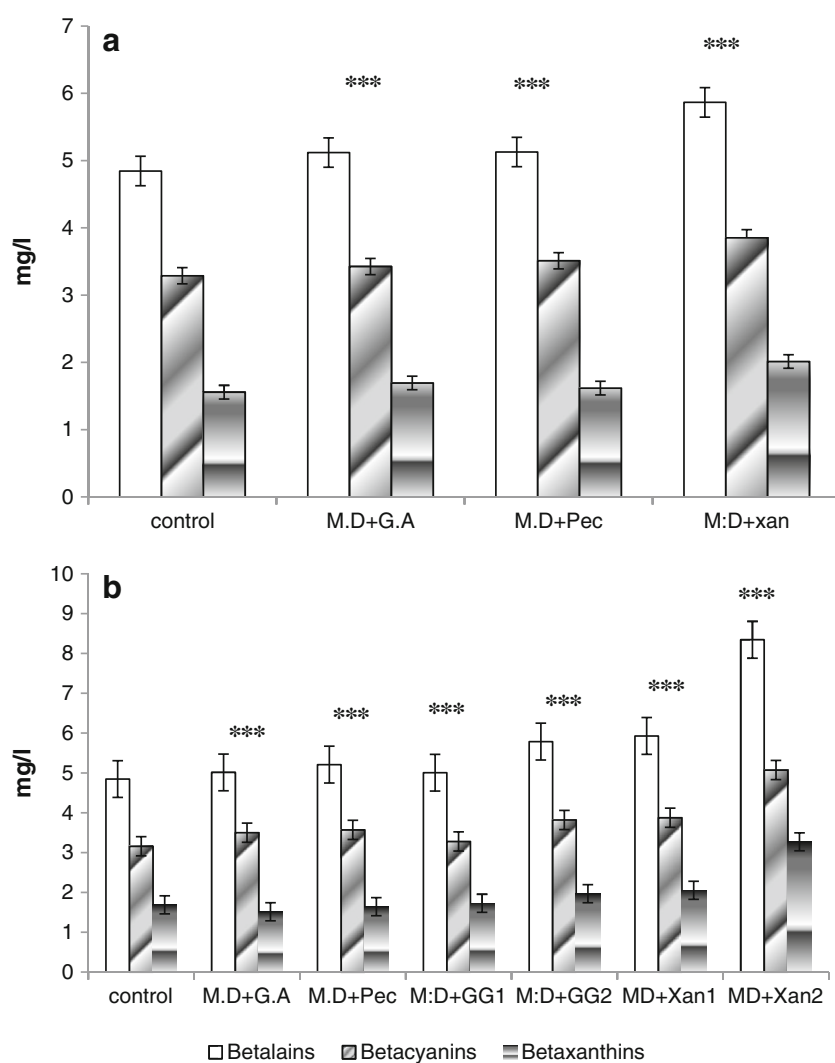 a
7
6
5
4
3
2
1
0
mg/l
***
***
***
control
M.D+G.A
M.D+Pec
M:D+xan
b
10
9
8
7
6
5
4
3
2
1
0
mg/l
***
***
***
***
***
***
control
M.D+G.A
M.D+Pec
M:D+GG1
M:D+GG2
MD+Xan1
MD+Xan2
Betalains
Betacyanins
Betaxanthins